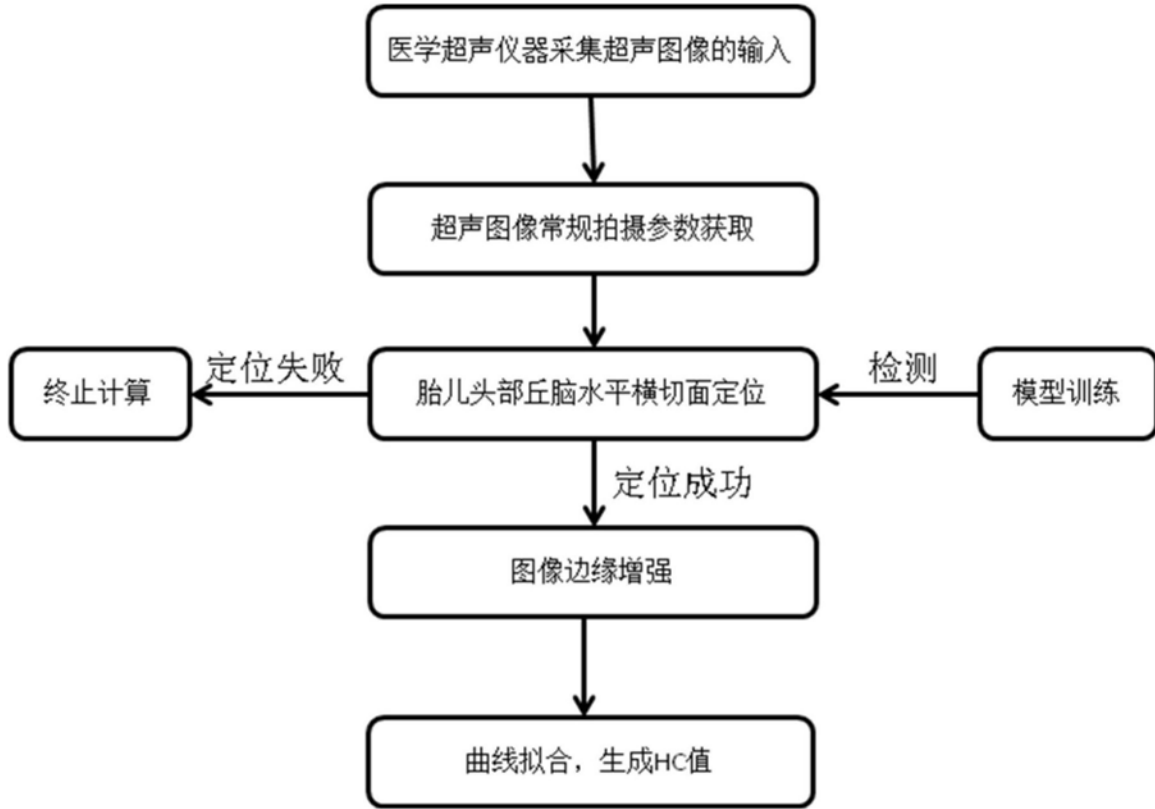 医学超声仪器采集超声图像的输入
超声图像常规拍摄参数获取
终止计算
定位失败
胎儿头部丘脑水平横切面定位
检测
模型训练
定位成功
图像边缘增强
曲线拟合，生成HC值